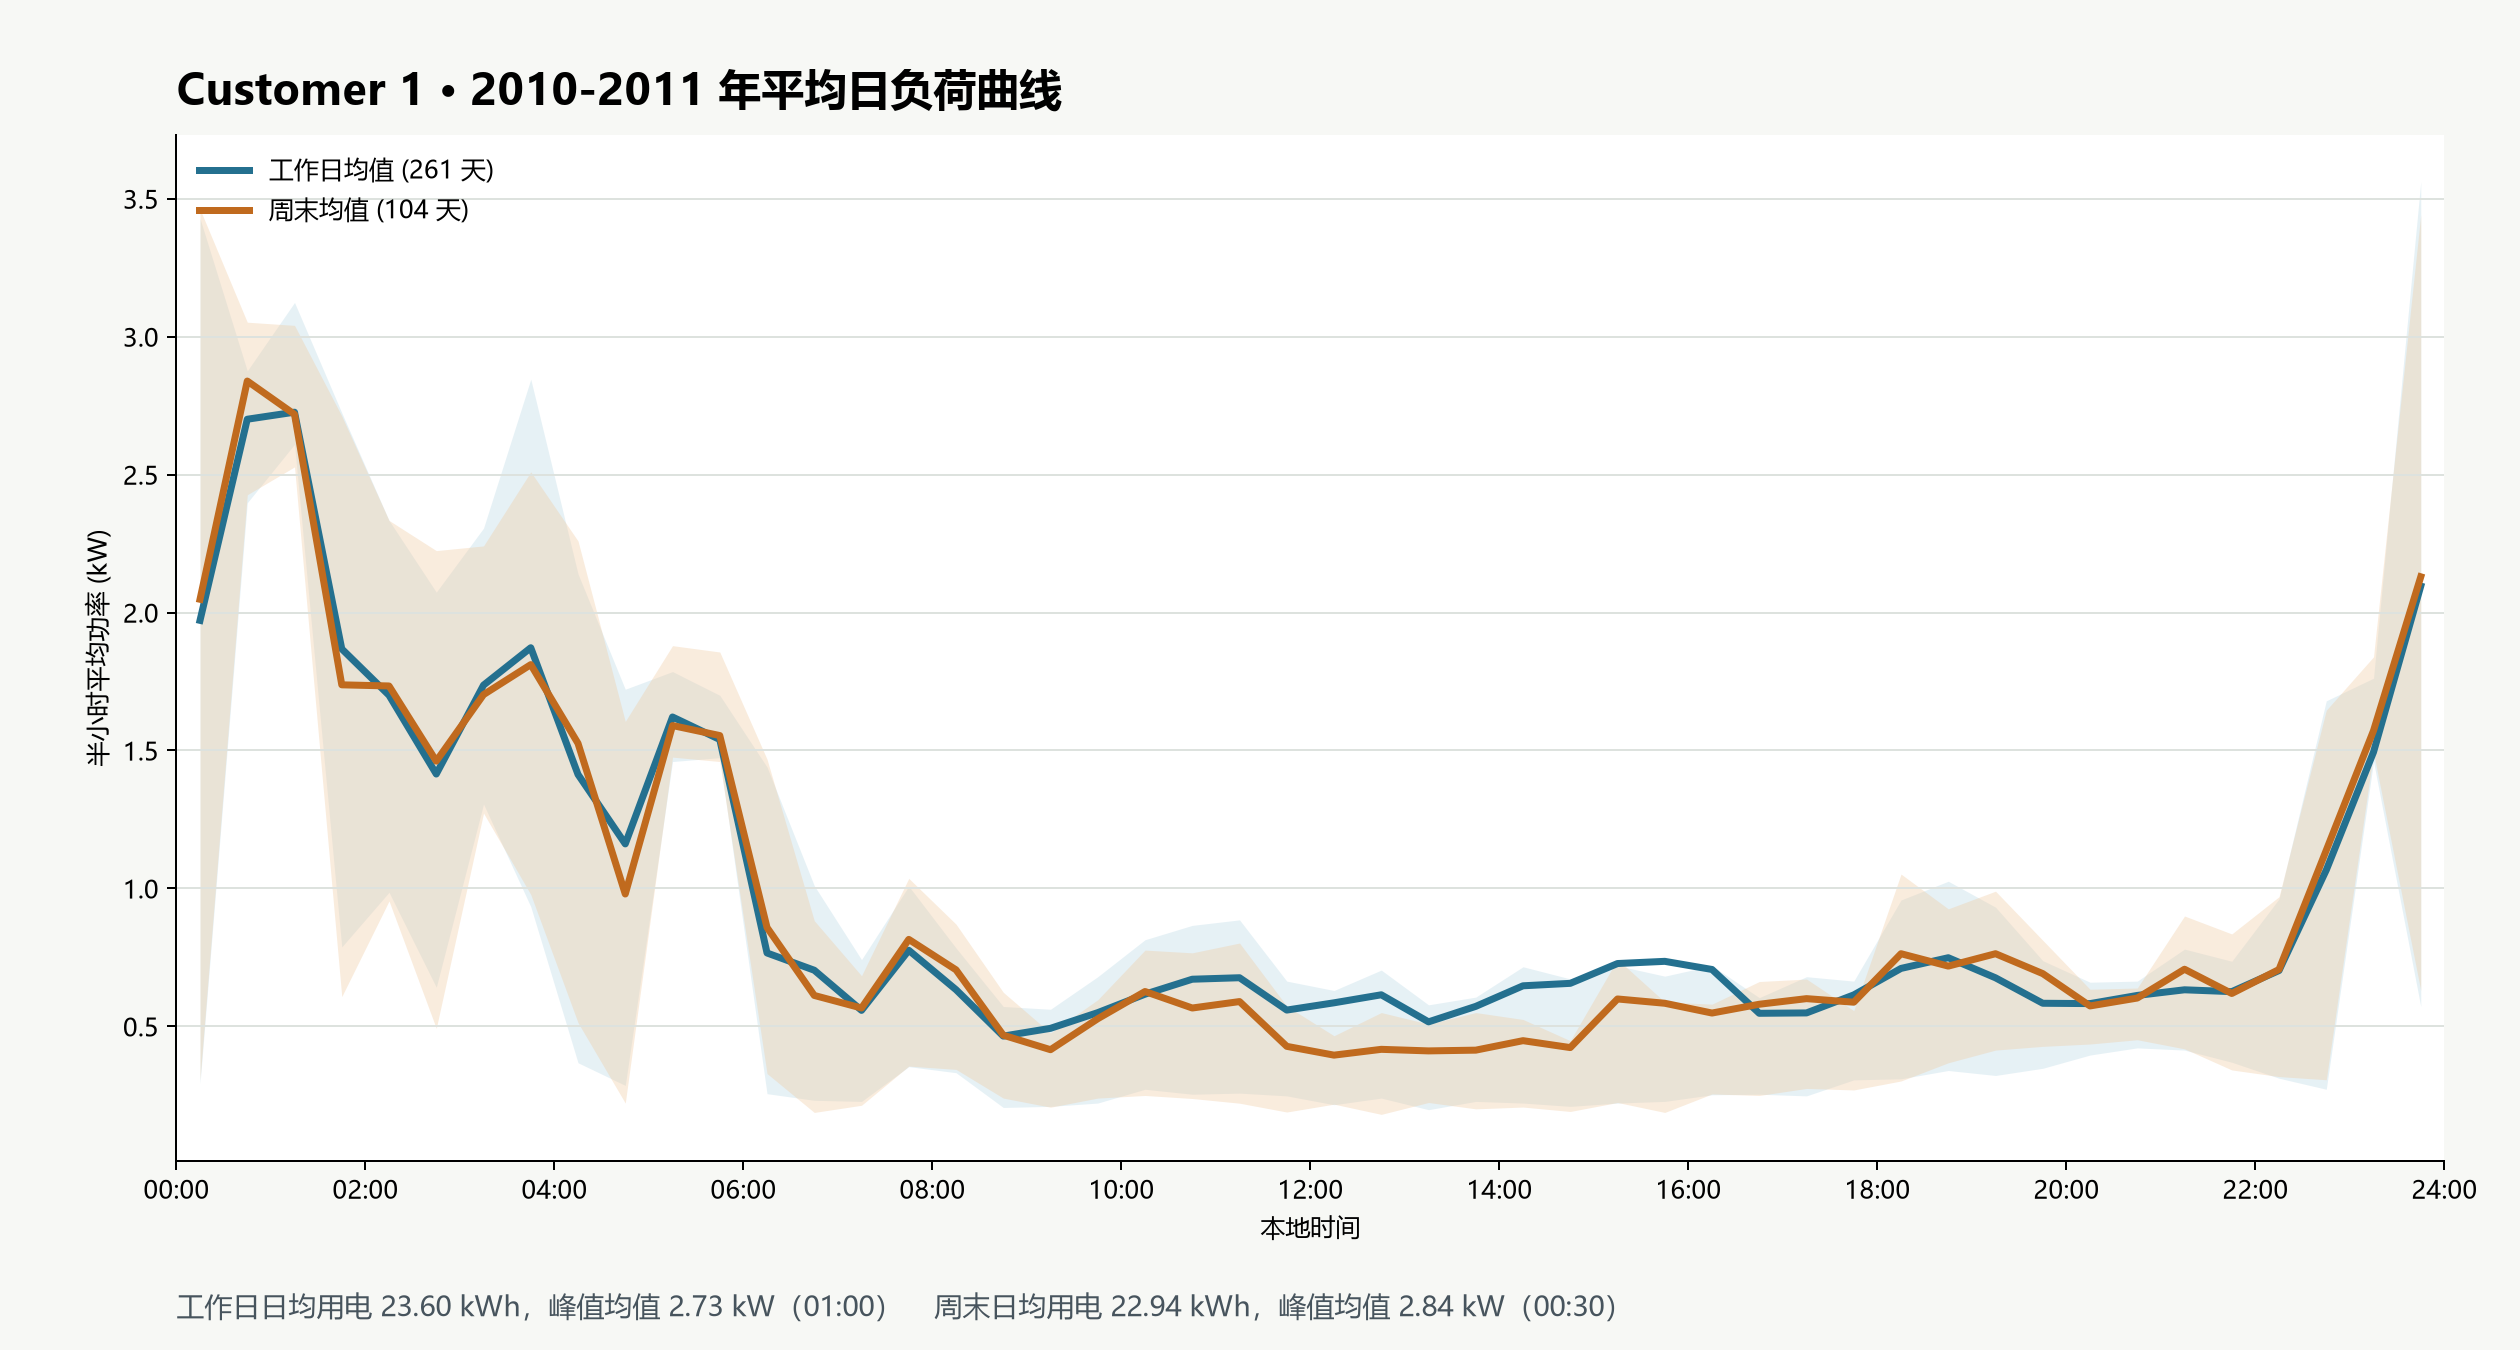 Customer 1 • 2010-2011 年平均日负荷曲线
工作日均值 (261 天)
周末均值 (104 天)
半小时平均功率 (kW)
3.5
3.0
2.5
2.0
1.5
1.0
0.5
00:00 02:00 04:00 06:00 08:00 10:00 12:00 14:00 16:00 18:00 20:00 22:00 24:00
本地时间
工作日日均用电 23.60 kWh，峰值均值 2.73 kW（01:00） 周末日均用电 22.94 kWh，峰值均值 2.84 kW（00:30）